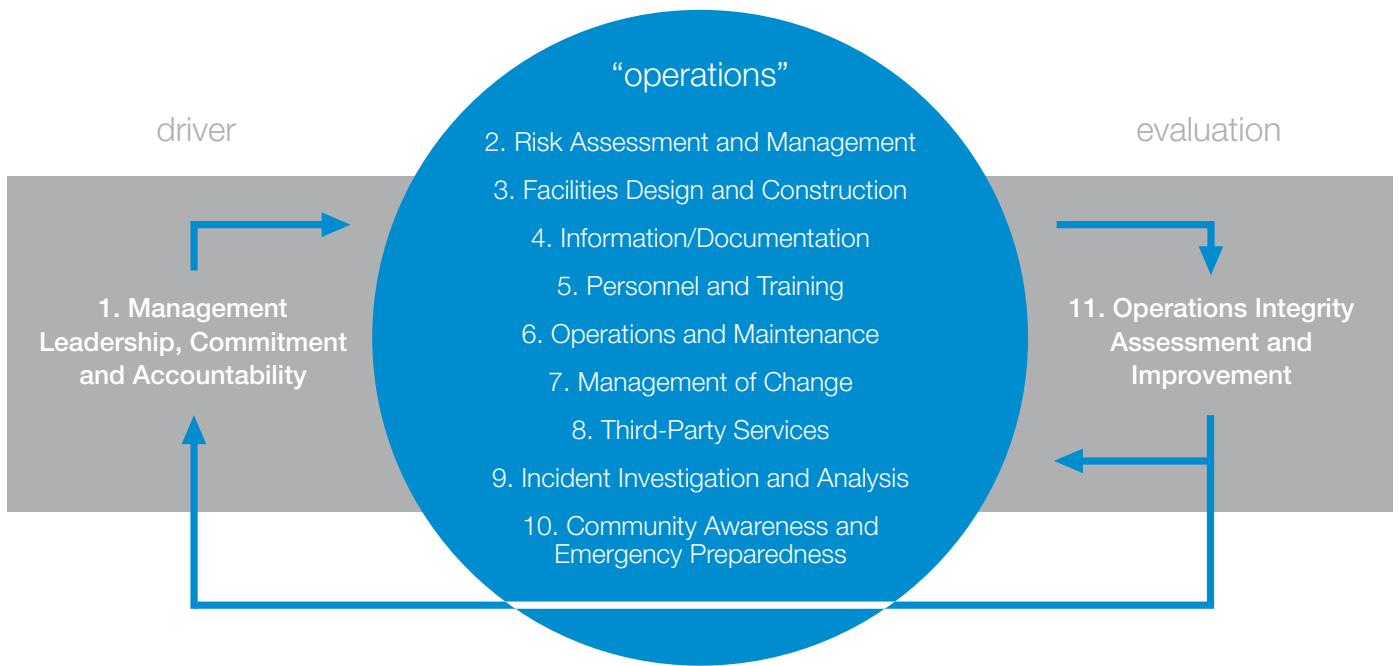 driver
1. Management
Leadership, Commitment
and Accountability
“operations”
2. Risk Assessment and Management
3. Facilities Design and Construction
4. Information/Documentation
5. Personnel and Training
6. Operations and Maintenance
7. Management of Change
8. Third-Party Services
9. Incident Investigation and Analysis
10. Community Awareness and
Emergency Preparedness
evaluation
11. Operations Integrity
Assessment and
Improvement